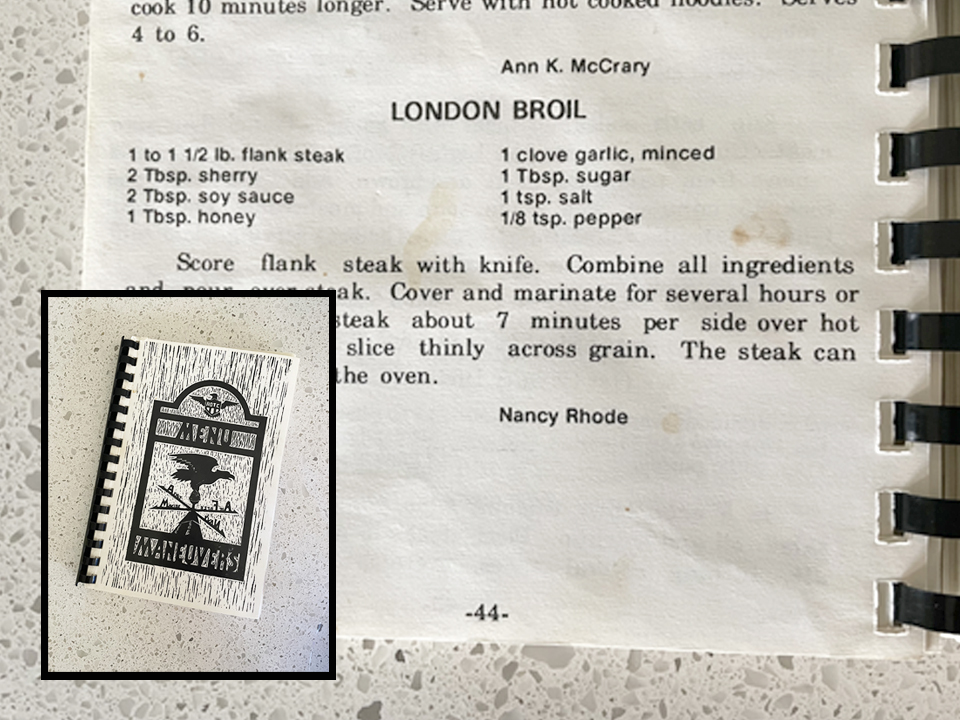 cook 10 minutes longer. Serve with hot cooked noodles. Serves
4 to 6.
Ann K. McCrary
LONDON BROIL
1 to 1 1/2 lb. flank steak
2 Tbsp. sherry
2 Tbsp. soy sauce
1 Tbsp. honey
1 clove garlic, minced
1 Tbsp. sugar
1 tsp. salt
1/8 tsp. pepper
Score flank steak with knife. Combine all ingredients
and pour over steak. Cover and marinate for several hours or
steak about 7 minutes per side over hot
slice thinly across grain. The steak can
the oven.
Nancy Rhode
-44-
MENU
MANEUVERS